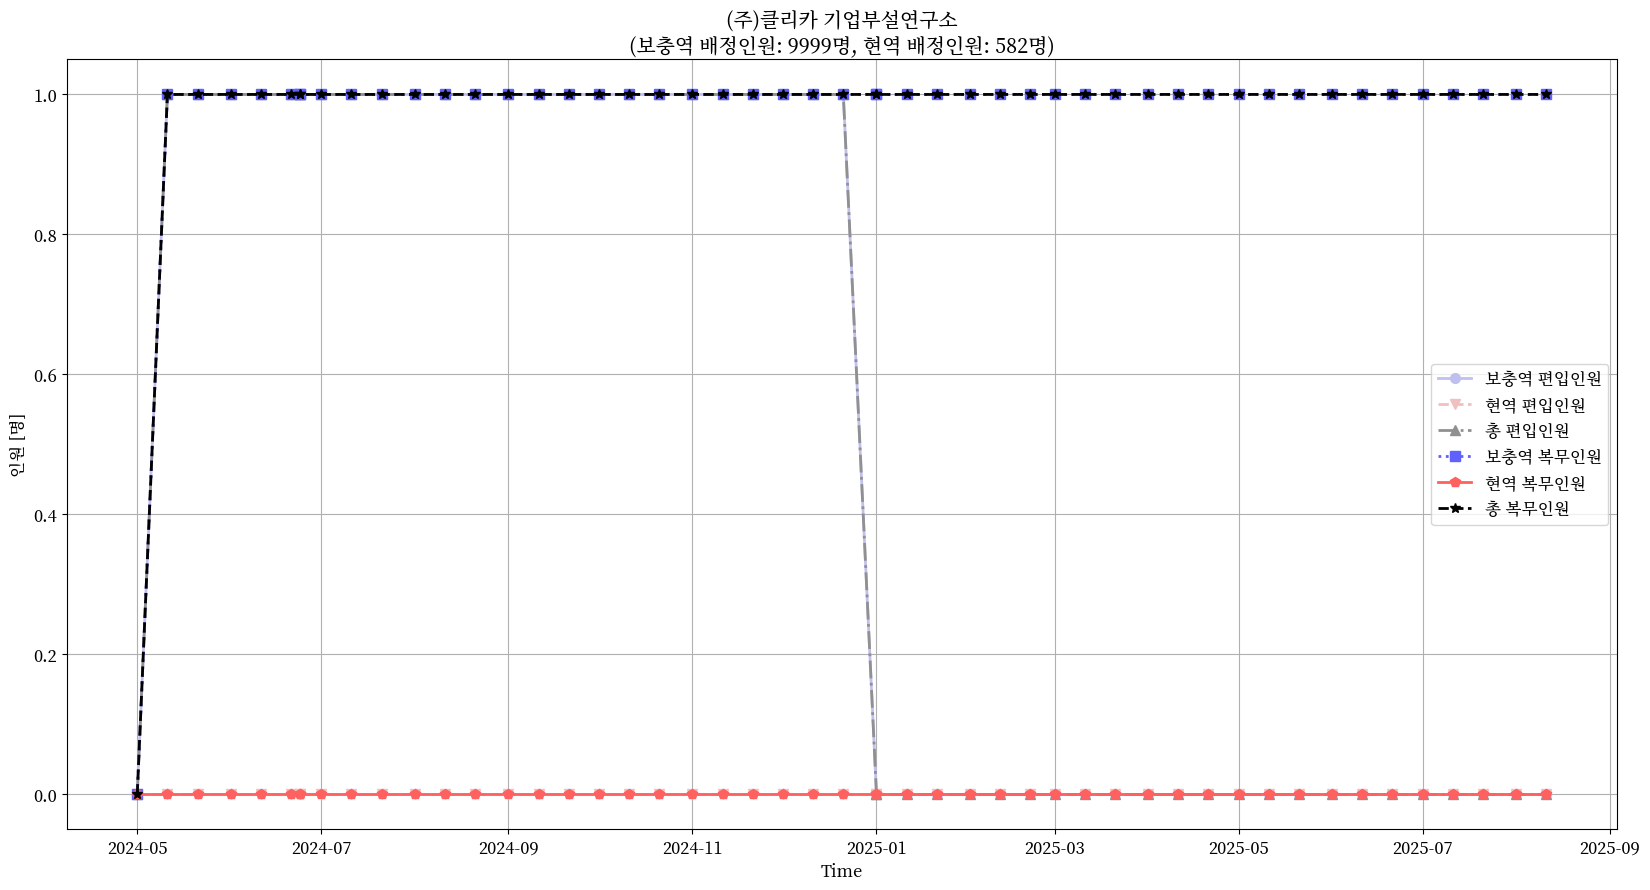 (주)클리카 기업부설연구소
(보충역 배정인원: 9999명, 현역 배정인원: 582명)
인원 [명]
1.0
0.8
0.6
0.4
0.2
0.0
보충역 편입인원
현역 편입인원
총 편입인원
보충역 복무인원
현역 복무인원
총 복무인원
2024-05 2024-07 2024-09 2024-11 2025-01 2025-03 2025-05 2025-07 2025-09
Time